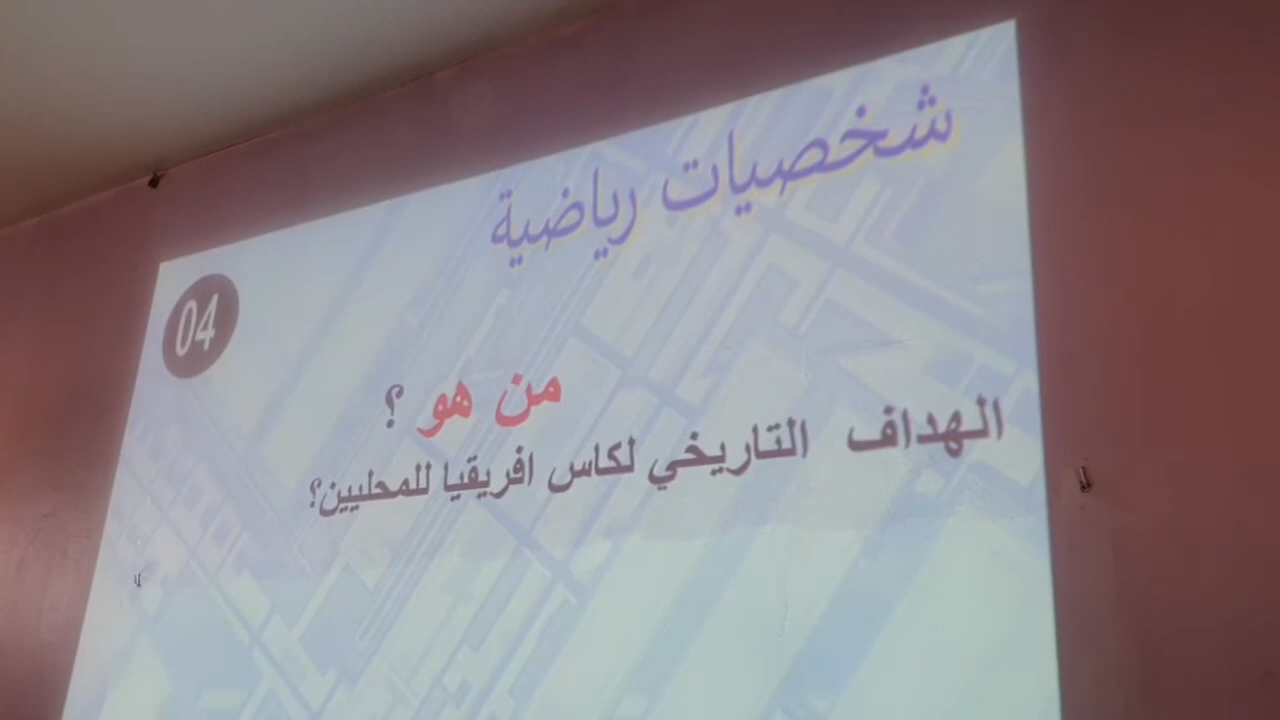 شخصيات رياضية
04
من هو ؟
الهداف التاريخي لكاس افريقيا للمحليين؟